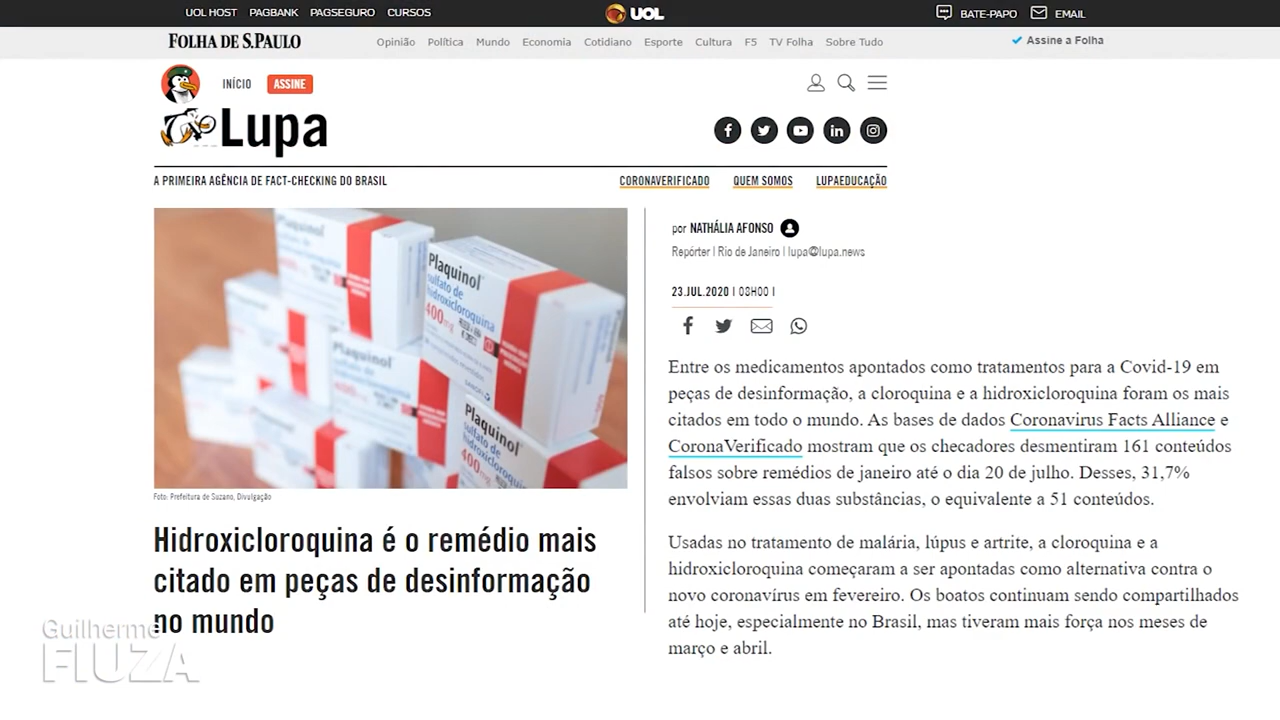 UOL HOST PAGBANK PAGSEGURO CURSOS
UOL
BATE-PAPO EMAIL
FOLHA DE S.PAULO
Opinião Política Mundo Economia Cotidiano Esporte Cultura F5 TV Folha Sobre Tudo
Assine a Folha
INÍCIO ASSINE
Lupa
A PRIMEIRA AGÊNCIA DE FACT-CHECKING DO BRASIL
CORONAVERIFICADO QUEM SOMOS LUPAEDUCAÇÃO
Plaquinol
sulfato de
hidroxicloroquina
400mg
Plaquinol
Plaquinol
sulfato de
hidroxicloroquina
400mg
Foto: Prefeitura de Suzano, Divulgação
Hidroxicloroquina é o remédio mais
citado em peças de desinformação
no mundo
por NATHÁLIA AFONSO
Repórter | Rio de Janeiro | lupa@lupa.news
23.JUL.2020 | 08H00 |
Entre os medicamentos apontados como tratamentos para a Covid-19 em
peças de desinformação, a cloroquina e a hidroxicloroquina foram os mais
citados em todo o mundo. As bases de dados Coronavirus Facts Alliance e
CoronaVerificado mostram que os checadores desmentiram 161 conteúdos
falsos sobre remédios de janeiro até o dia 20 de julho. Desses, 31,7%
envolviam essas duas substâncias, o equivalente a 51 conteúdos.
Usadas no tratamento de malária, lúpus e artrite, a cloroquina e a
hidroxicloroquina começaram a ser apontadas como alternativa contra o
novo coronavírus em fevereiro. Os boatos continuam sendo compartilhados
até hoje, especialmente no Brasil, mas tiveram mais força nos meses de
março e abril.
Guilherme
FIUZA